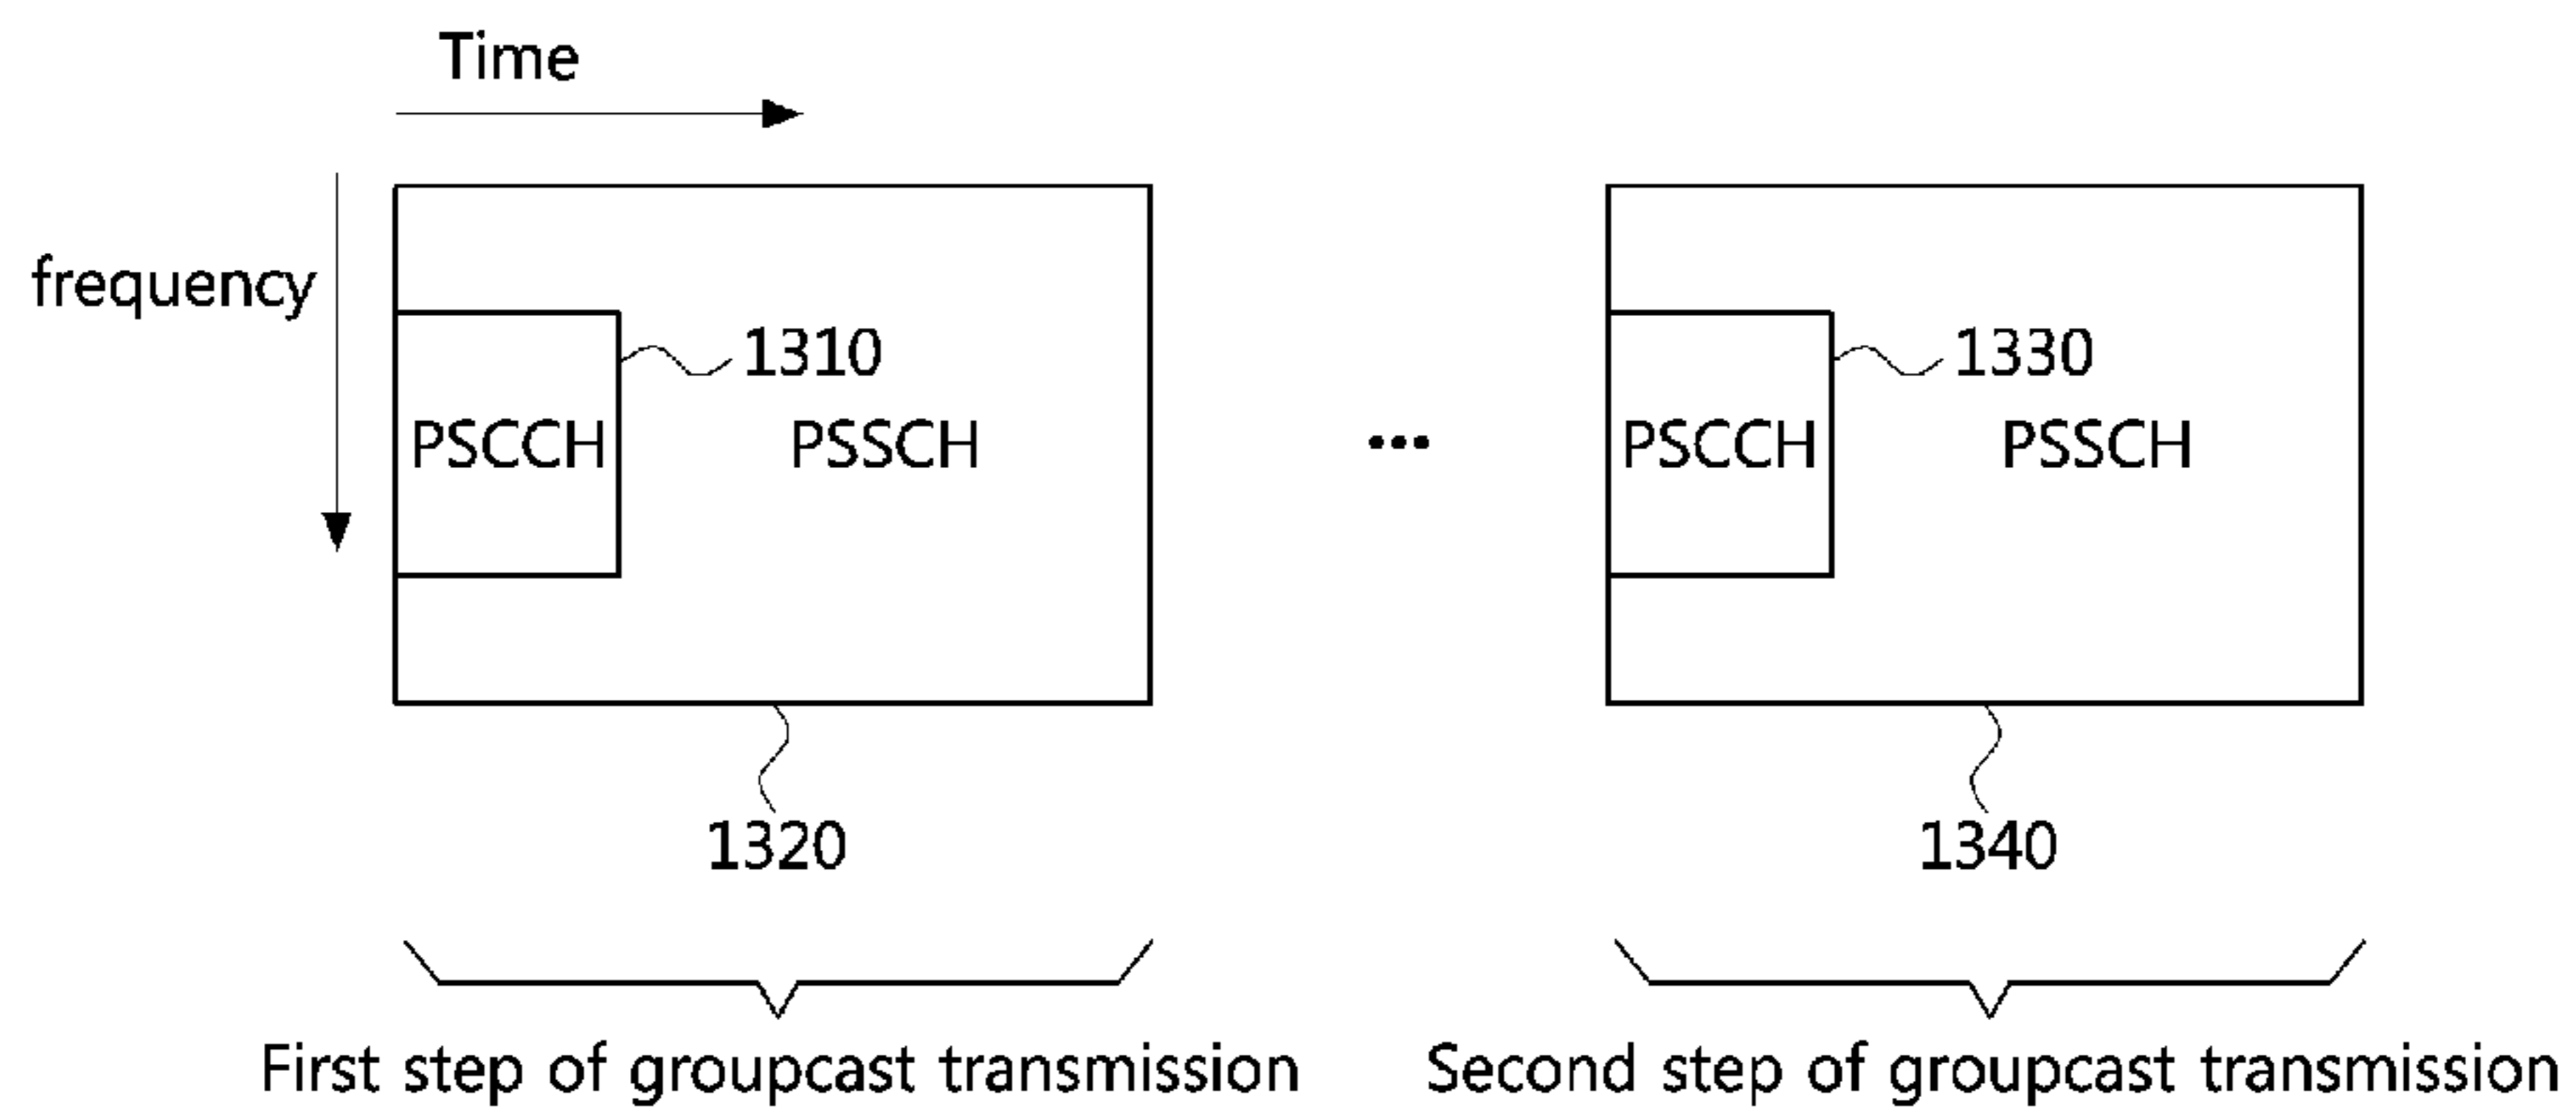 Time
frequency
1310
PSCCH PSSCH
1320
...
1330
PSCCH PSSCH
1340
First step of groupcast transmission
Second step of groupcast transmission